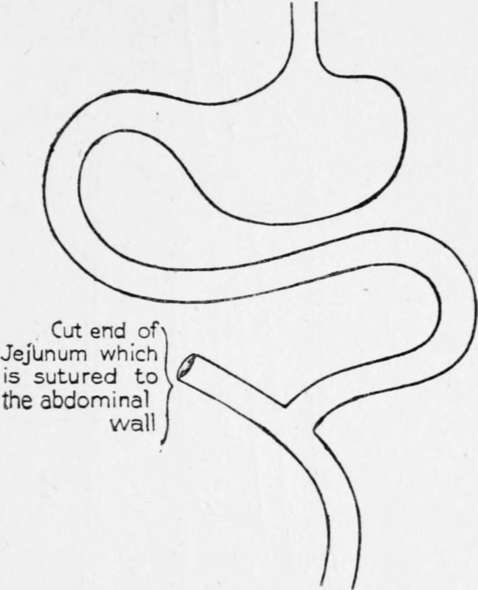 Cut end of
Jejunum which
is sutured to
the abdominal
wall